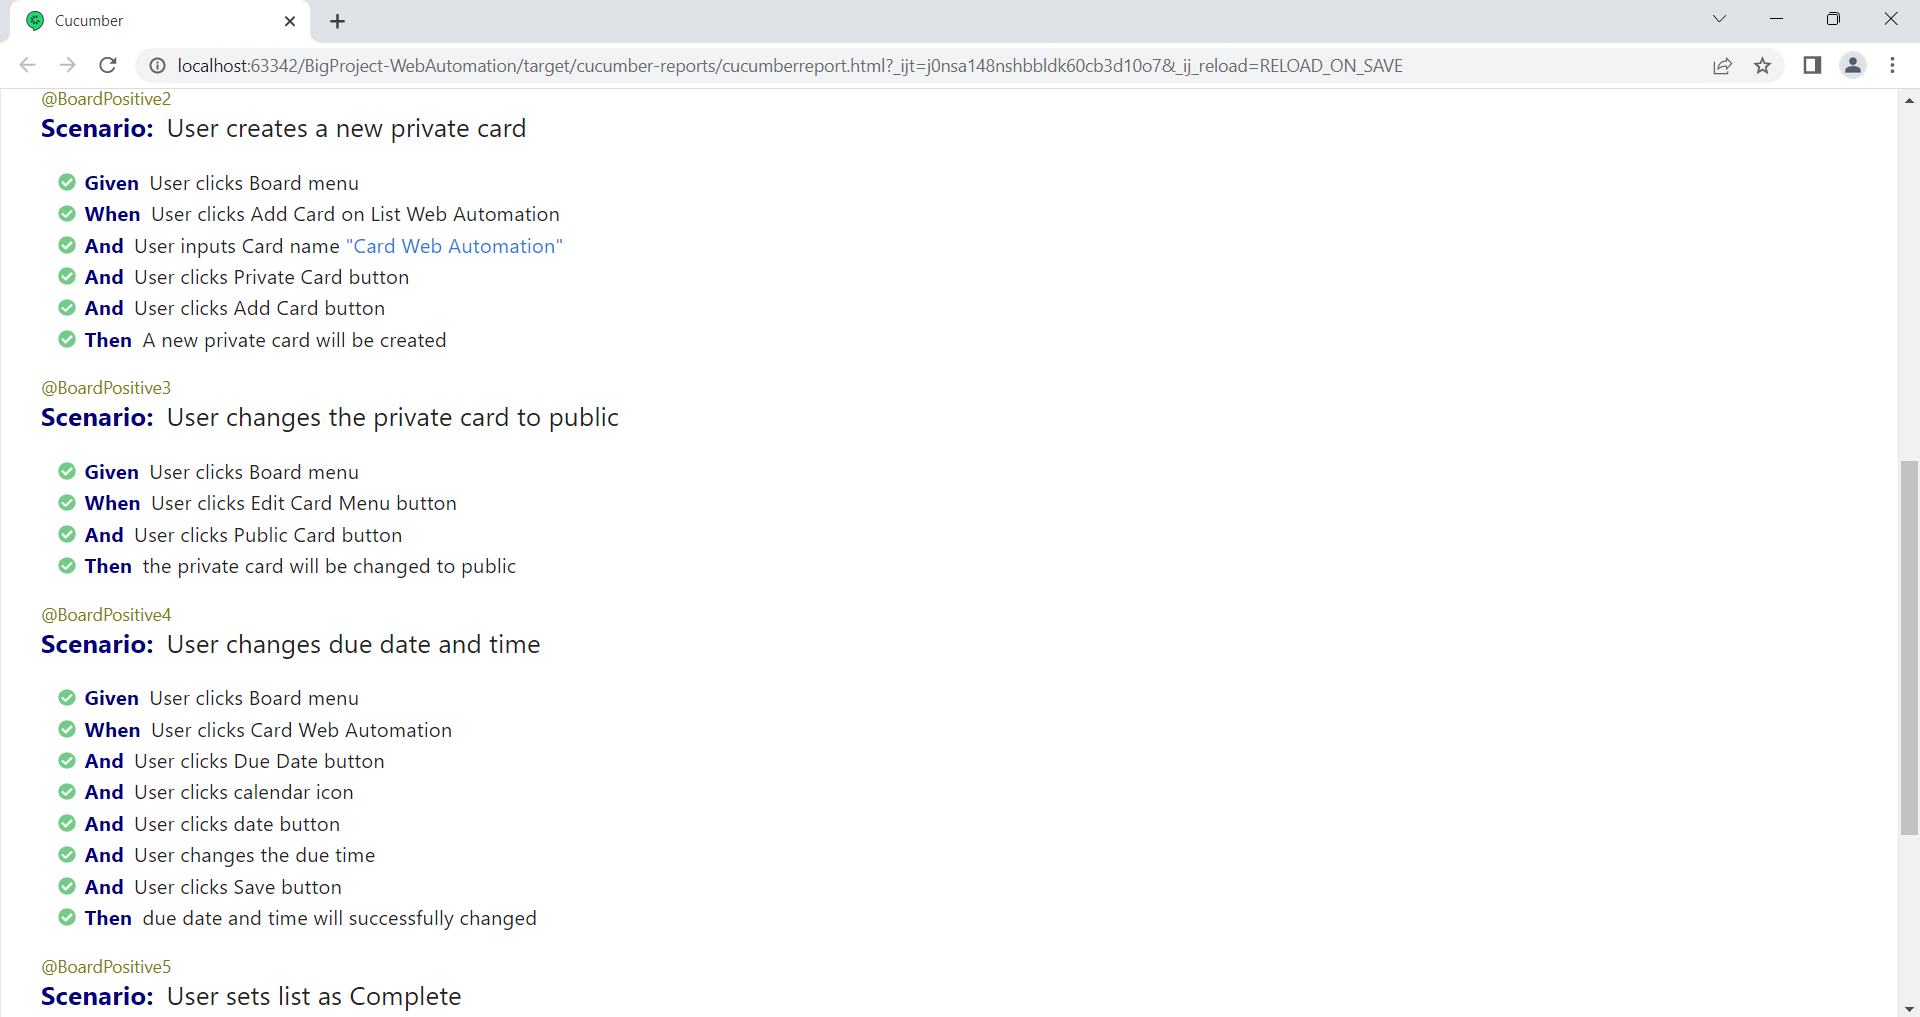 Cucumber
localhost:63342/BigProject-WebAutomation/target/cucumber-reports/cucumberreport.html?_ijt=j0nsa148nshbbldk60cb3d10o7&_ij_reload=RELOAD_ON_SAVE
@BoardPositive2
Scenario: User creates a new private card
Given User clicks Board menu
When User clicks Add Card on List Web Automation
And User inputs Card name "Card Web Automation"
And User clicks Private Card button
And User clicks Add Card button
Then A new private card will be created
@BoardPositive3
Scenario: User changes the private card to public
Given User clicks Board menu
When User clicks Edit Card Menu button
And User clicks Public Card button
Then the private card will be changed to public
@BoardPositive4
Scenario: User changes due date and time
Given User clicks Board menu
When User clicks Card Web Automation
And User clicks Due Date button
And User clicks calendar icon
And User clicks date button
And User changes the due time
And User clicks Save button
Then due date and time will successfully changed
@BoardPositive5
Scenario: User sets list as Complete